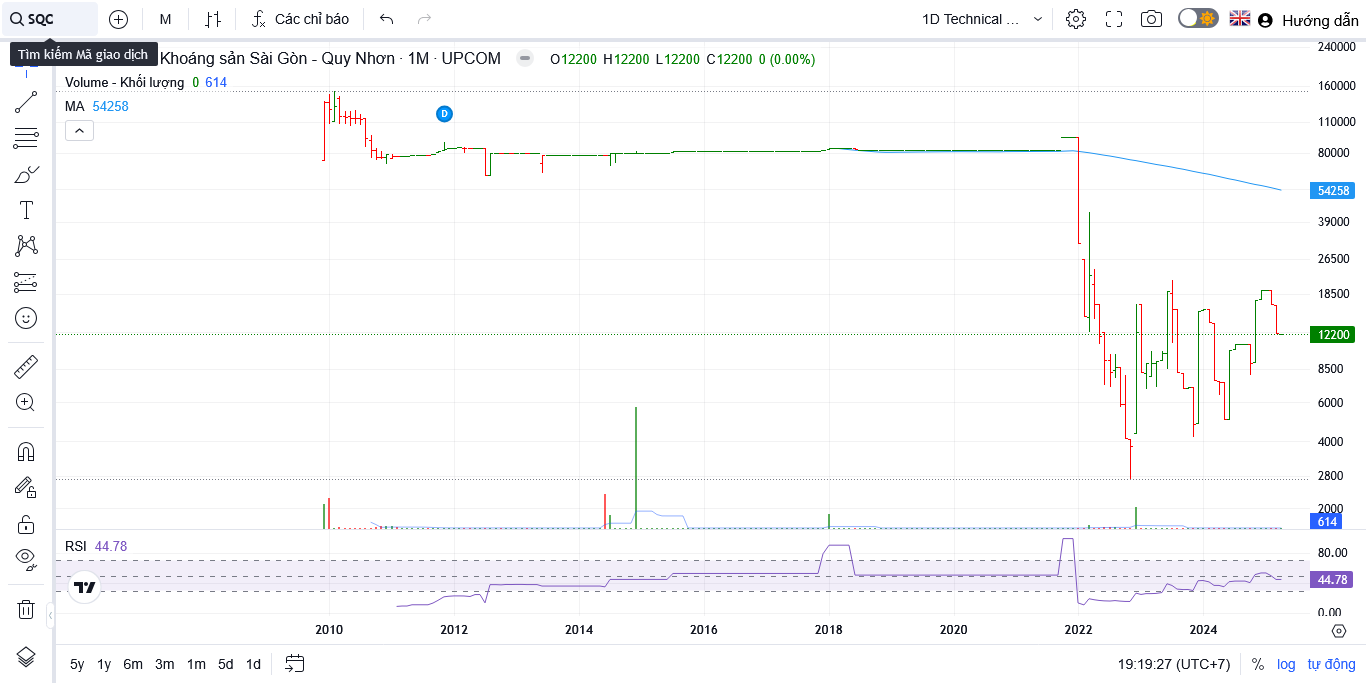 SQC M Các chỉ báo 1D Technical ... Hướng dẫn
Tìm kiếm Mã giao dịch
Khoáng sản Sài Gòn - Quy Nhơn · 1M · UPCOM O12200 H12200 L12200 C12200 0 (0.00%)
Volume - Khối lượng 0 614
MA 54258
D
240000
160000
110000
80000
54258
39000
26500
18500
12200
8500
6000
4000
2800
2000
614
RSI 44.78
80.00
44.78
0.00
2010 2012 2014 2016 2018 2020 2022 2024
5y 1y 6m 3m 1m 5d 1d 19:19:27 (UTC+7) % log tự động